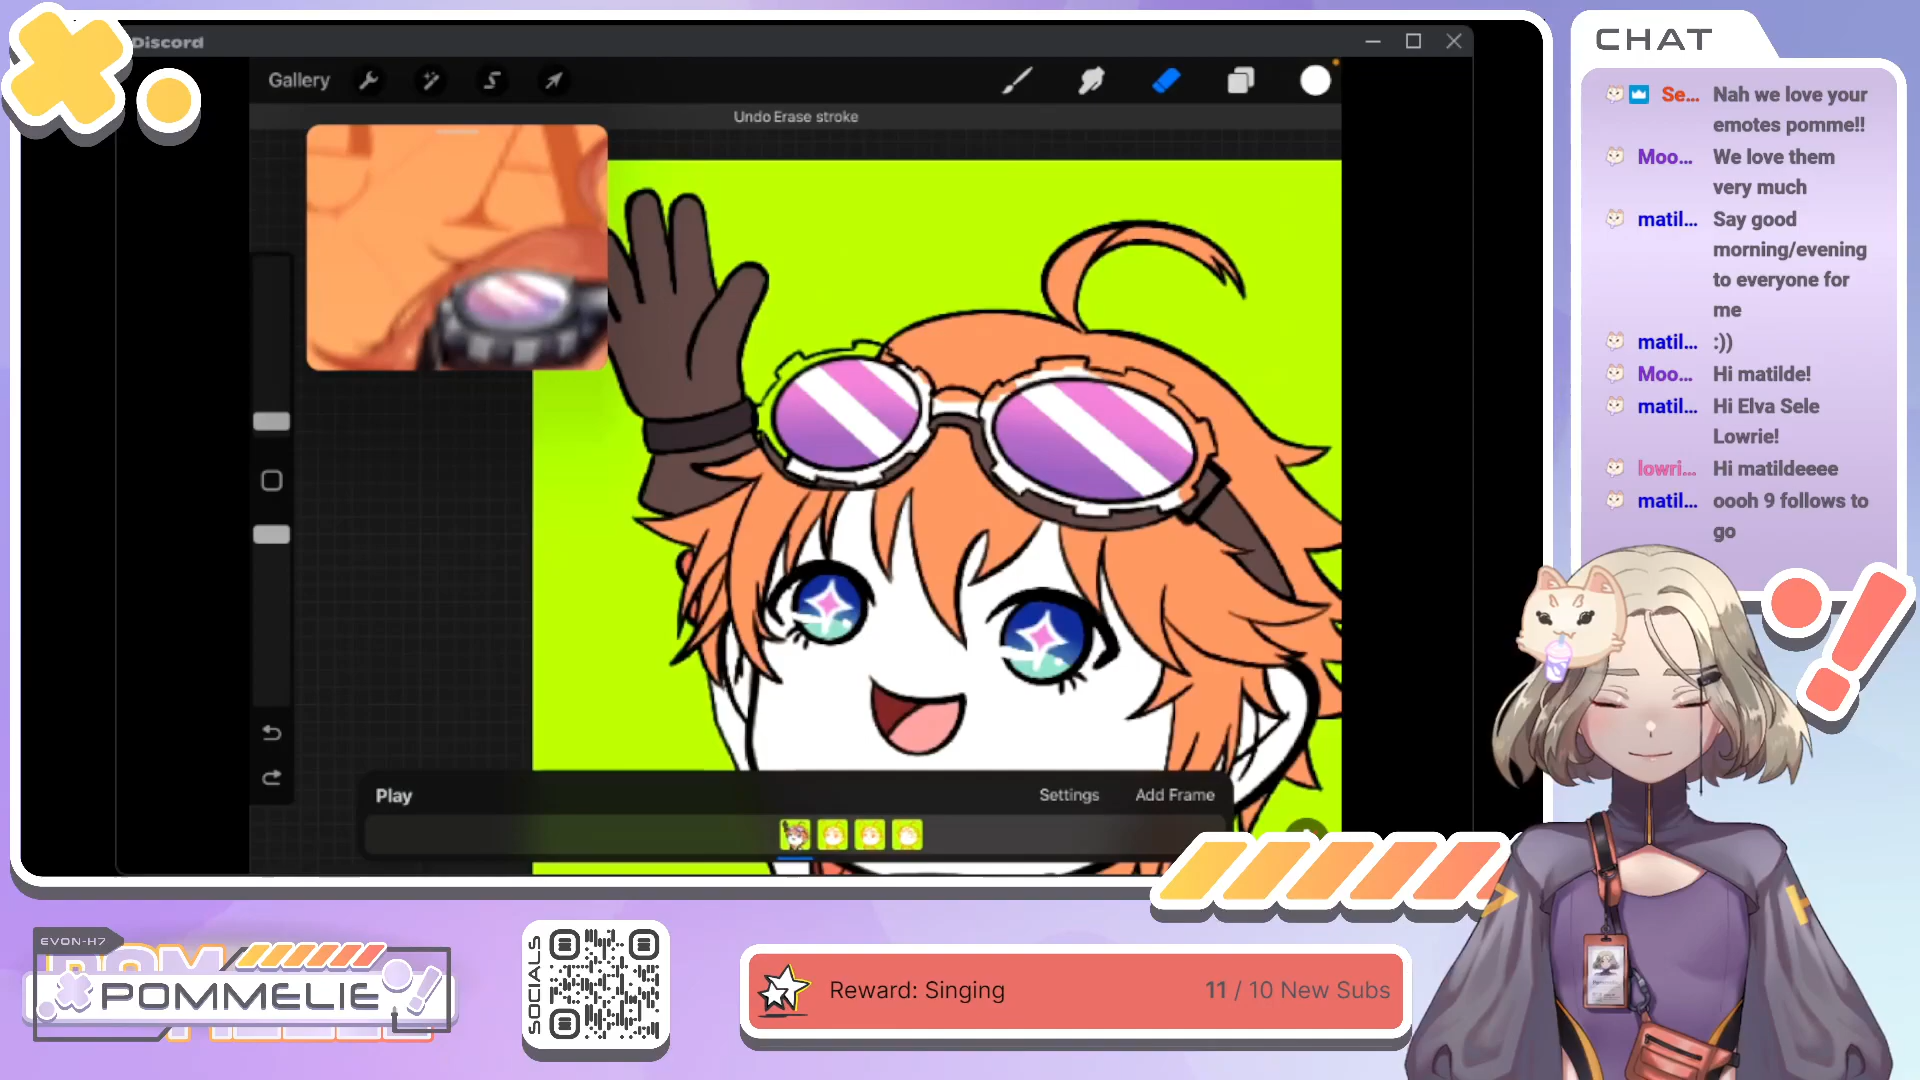 Discord
Gallery
Undo Erase stroke
Play
Settings
Add Frame
CHAT
Se... Nah we love your
emotes pomme!!
Moo... We love them
very much
matil... Say good
morning/evening
to everyone for
me
matil... :))
Moo... Hi matilde!
matil... Hi Elva Sele
Lowrie!
lowri... Hi matildeeee
matil... oooh 9 follows to
go
EVON-H7
POMMELIE
SOCIALS
Reward: Singing
11 / 10 New Subs